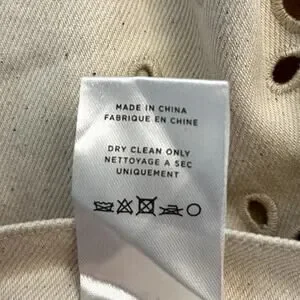 MADE IN CHINA
FABRIQUE EN CHINE
DRY CLEAN ONLY
NETTOYAGE A SEC
UNIQUEMENT